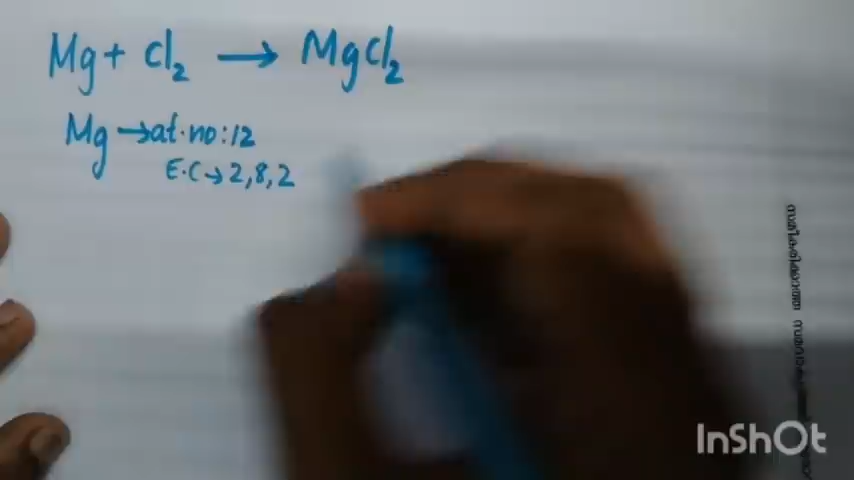 Mg + Cl₂ → MgCl₂
Mg → at. no: 12
E.C → 2,8,2
InShOt